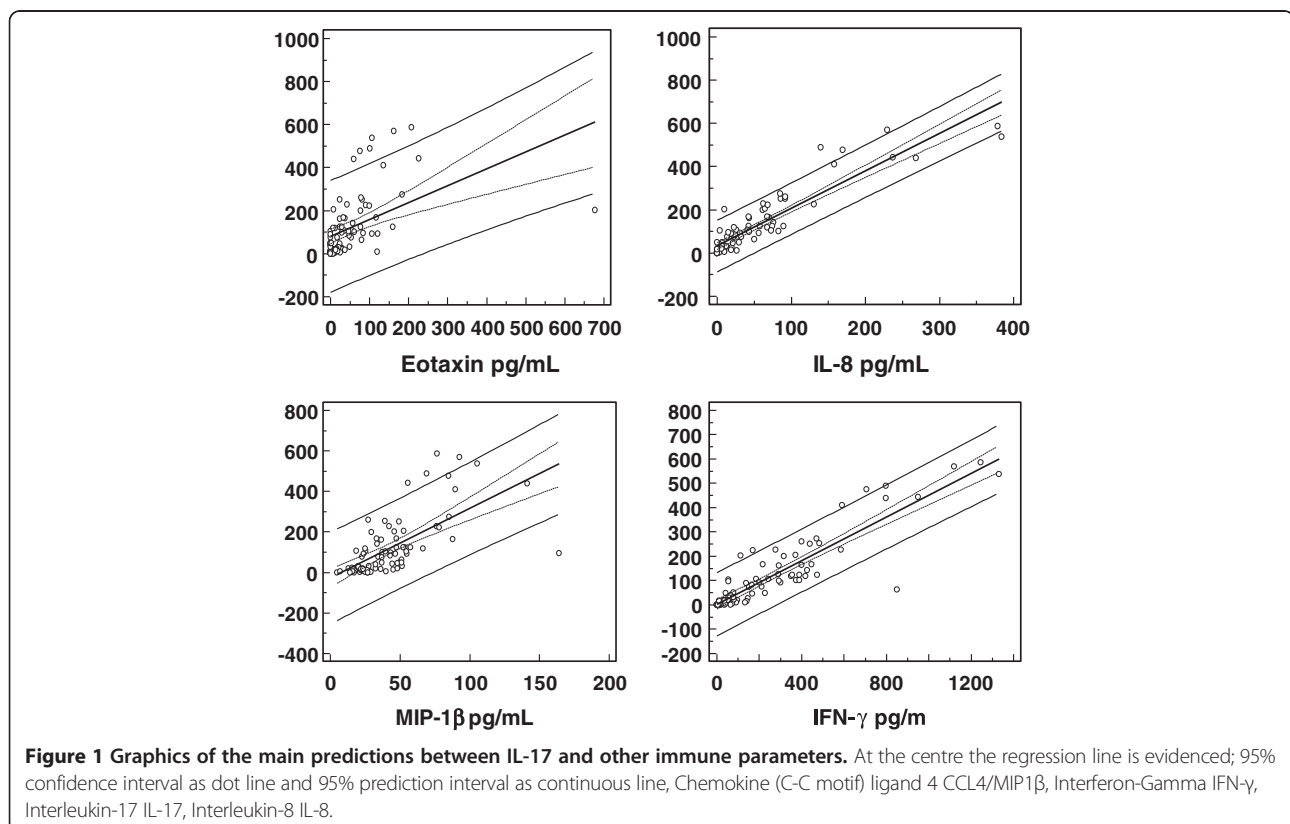 1000
800
600
400
200
0
-200
0 100 200 300 400 500 600 700
Eotaxin pg/mL
1000
800
600
400
200
0
-200
0 100 200 300 400
IL-8 pg/mL
800
600
400
200
0
-200
-400
0 50 100 150 200
MIP-1β pg/mL
800
700
600
500
400
300
200
100
0
-100
200
0 400 800 1200
IFN-γ pg/m
Figure 1 Graphics of the main predictions between IL-17 and other immune parameters. At the centre the regression line is evidenced; 95%
confidence interval as dot line and 95% prediction interval as continuous line, Chemokine (C-C motif) ligand 4 CCL4/MIP1β, Interferon-Gamma IFN-γ,
Interleukin-17 IL-17, Interleukin-8 IL-8.